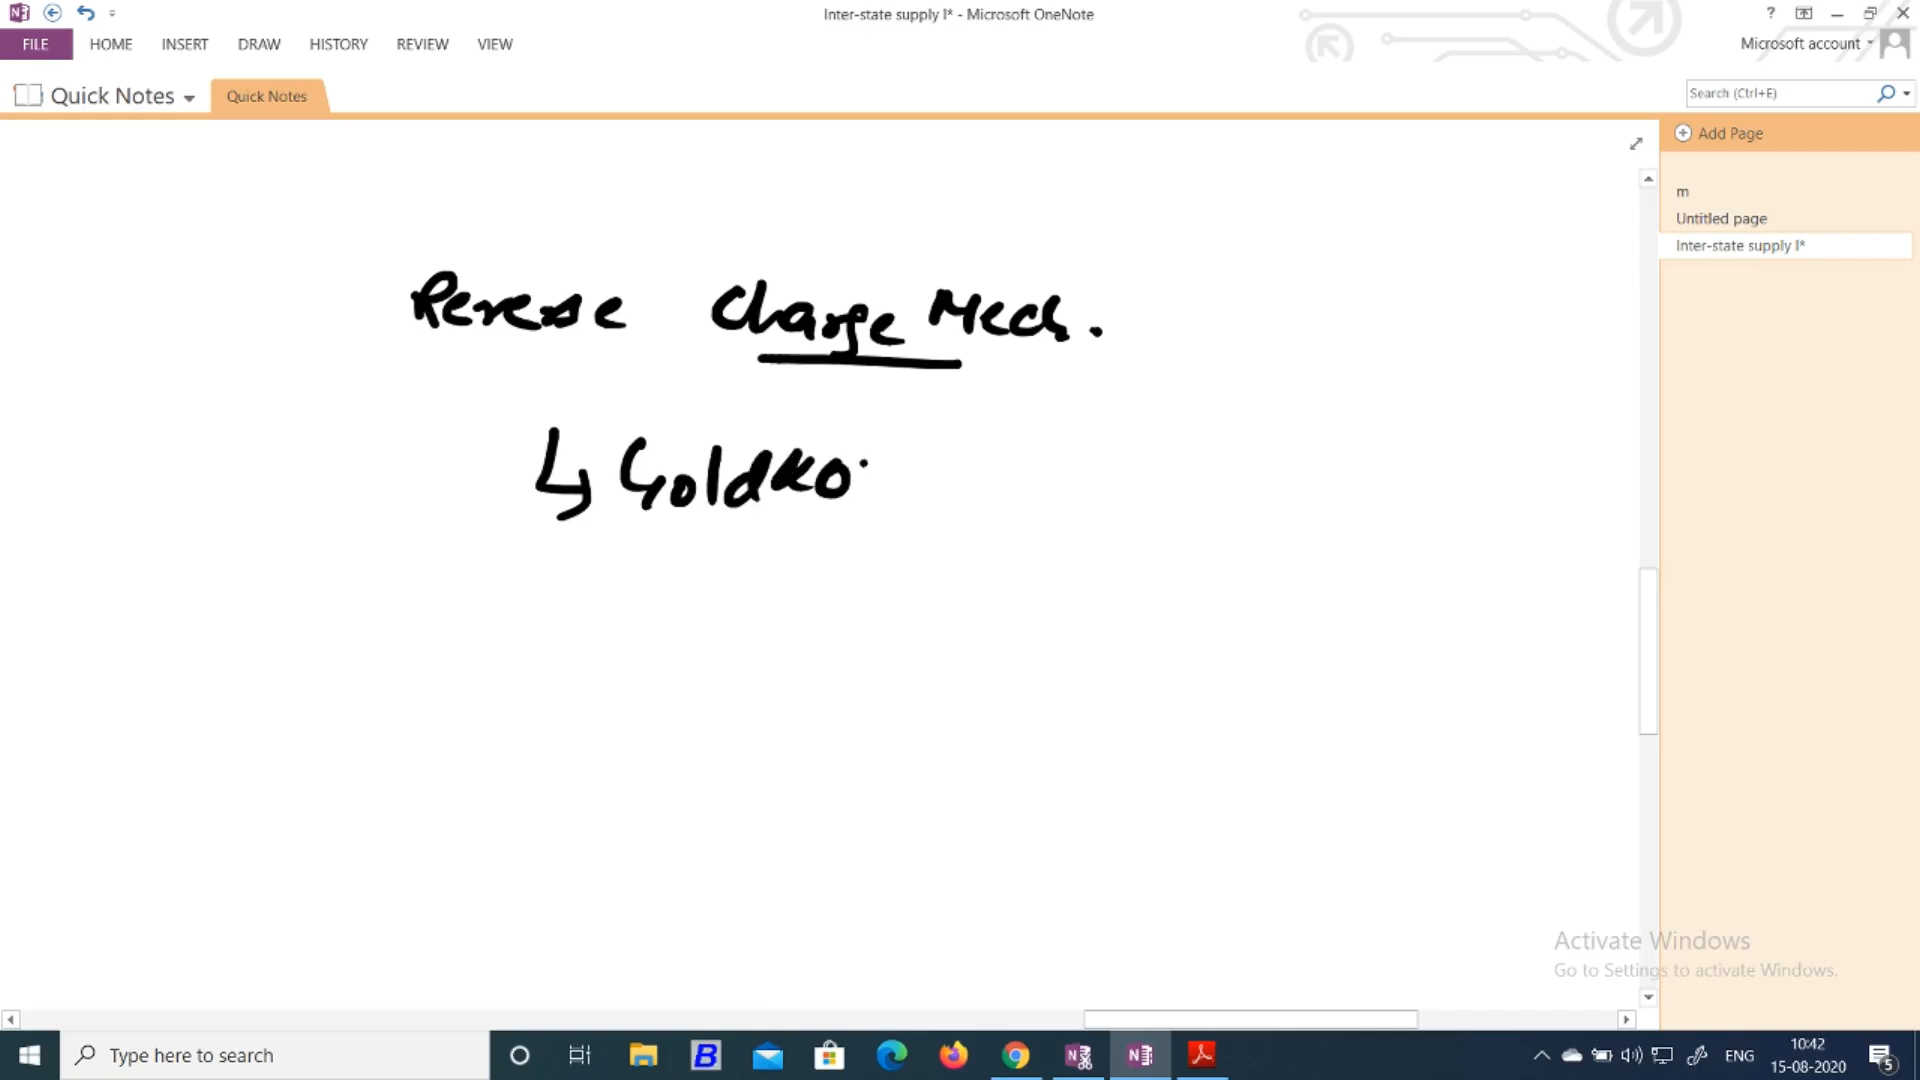 Inter-state supply I* - Microsoft OneNote
?
FILE HOME INSERT DRAW HISTORY REVIEW VIEW
Microsoft account
Quick Notes
Quick Notes
Search (Ctrl+E)
Add Page
m
Untitled page
Inter-state supply I*
Reverse Charge Mech.
Goldko
Activate Windows
Go to Settings to activate Windows.
Type here to search
ENG
10:42
15-08-2020
5